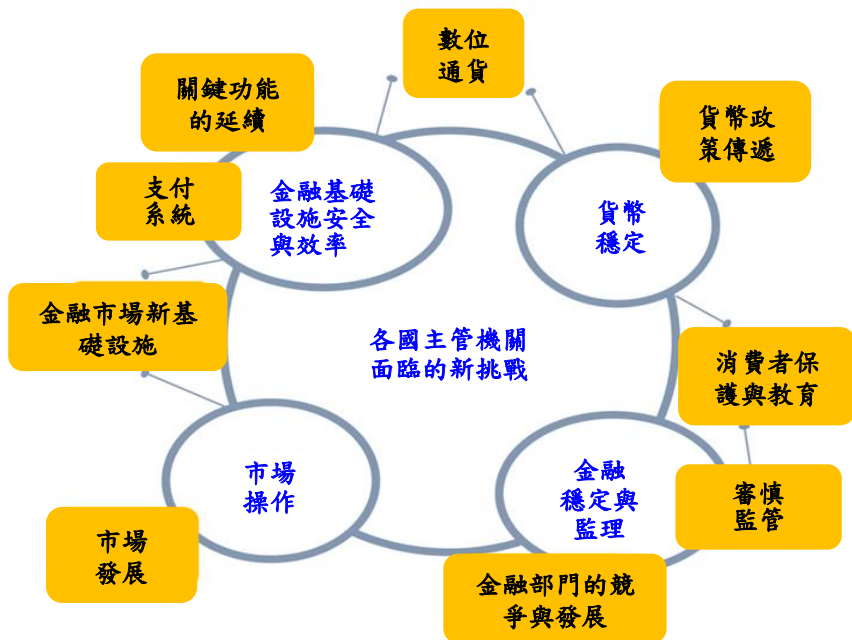 數位
通貨
關鍵功能
的延續
貨幣政
策傳遞
支付
系統
金融基礎
設施安全
與效率
貨幣
穩定
金融市場新基
礎設施
各國主管機關
面臨的新挑戰
消費者保
護與教育
市場
操作
金融
穩定與
監理
審慎
監管
市場
發展
金融部門的競
爭與發展